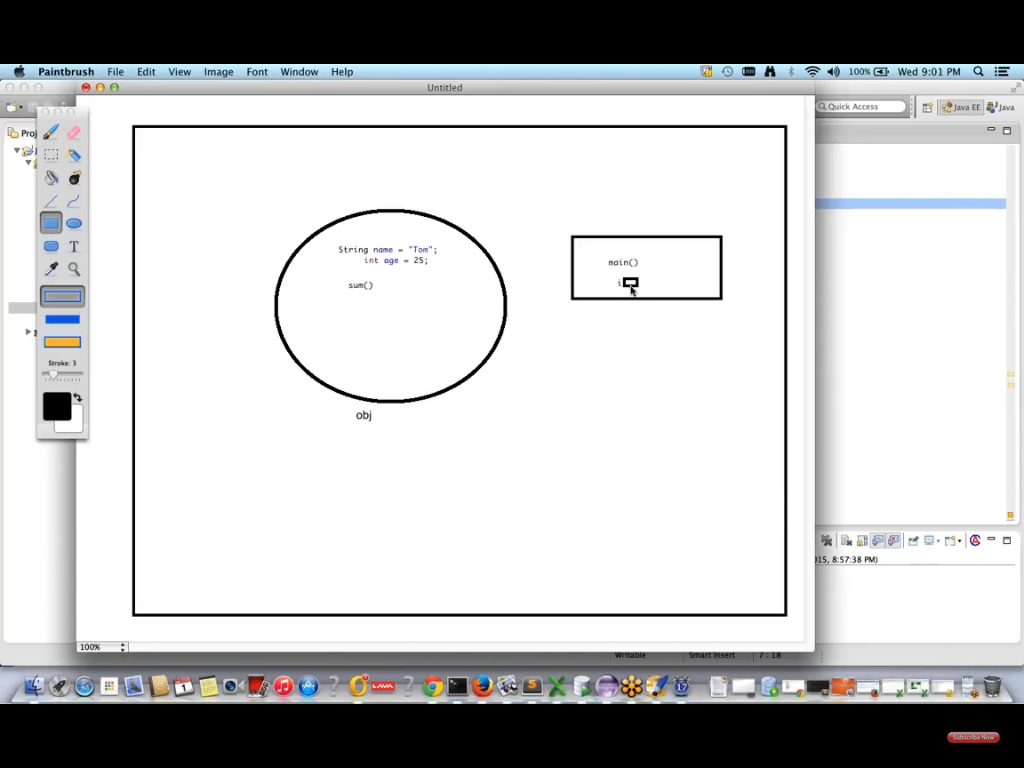 Paintbrush File Edit View Image Font Window Help
100% Wed 9:01 PM
Untitled
Quick Access
Java EE
Java
Proj
String name = "Tom";
int age = 25;
sum()
main()
i
obj
Stroke: 3
015, 8:57:38 PM)
100%
Writable
Smart Insert
7 : 18
LAVA
Subscribe Now